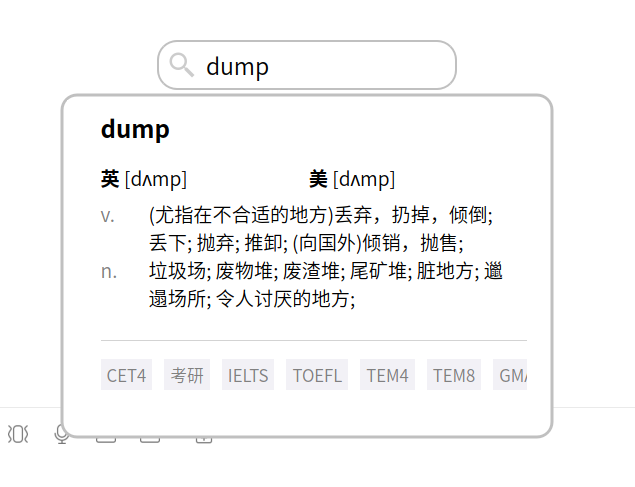 dump
dump
英 [dʌmp] 美 [dʌmp]
v. (尤指在不合适的地方)丢弃，扔掉，倾倒;
丢下; 抛弃; 推卸; (向国外)倾销，抛售;
n. 垃圾场; 废物堆; 废渣堆; 尾矿堆; 脏地方; 邋
遢场所; 令人讨厌的地方;
CET4 考研 IELTS TOEFL TEM4 TEM8